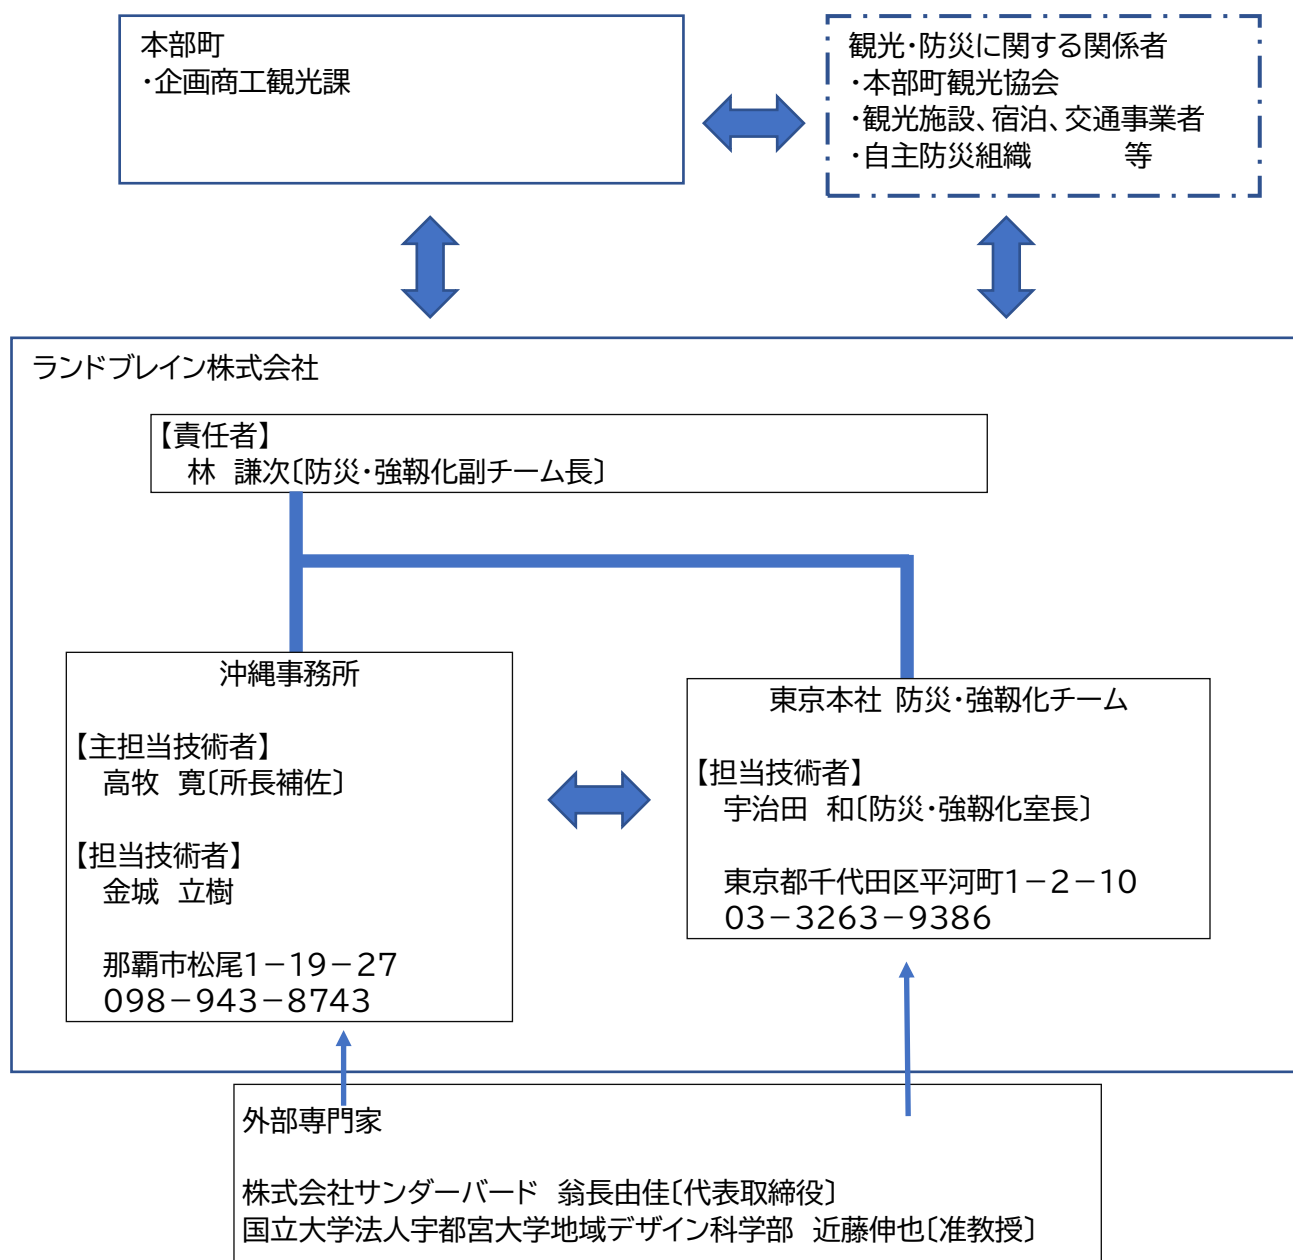 本部町
・企画商工観光課
観光・防災に関する関係者
・本部町観光協会
・観光施設、宿泊、交通事業者
・自主防災組織　　　等
ランドブレイン株式会社
【責任者】
林　謙次〔防災・強靱化副チーム長〕
沖縄事務所
【主担当技術者】
高牧　寛〔所長補佐〕
【担当技術者】
金城　立樹
那覇市松尾1－19－27
098－943－8743
東京本社 防災・強靱化チーム
【担当技術者】
宇治田　和〔防災・強靱化室長〕
東京都千代田区平河町1－2－10
03－3263－9386
外部専門家
株式会社サンダーバード　翁長由佳〔代表取締役〕
国立大学法人宇都宮大学地域デザイン科学部　近藤伸也〔准教授〕